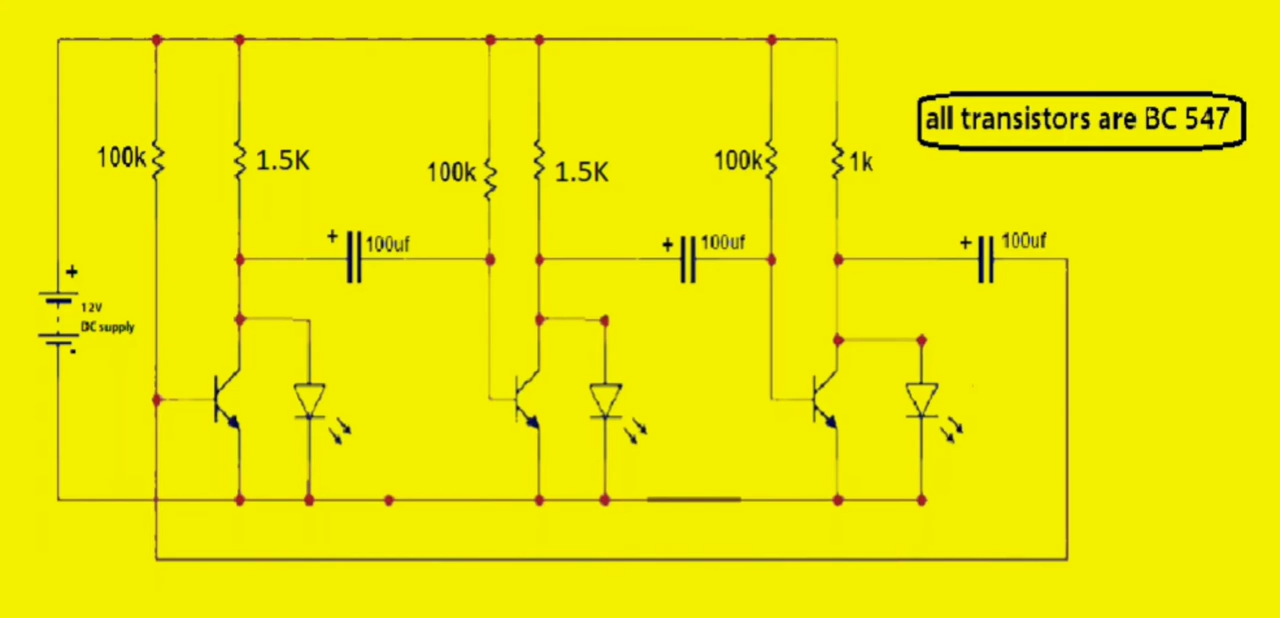 all transistors are BC 547
100k
1.5K
100k
1.5K
100k
1k
+
100uf
+
100uf
+
100uf
+
12V
DC supply